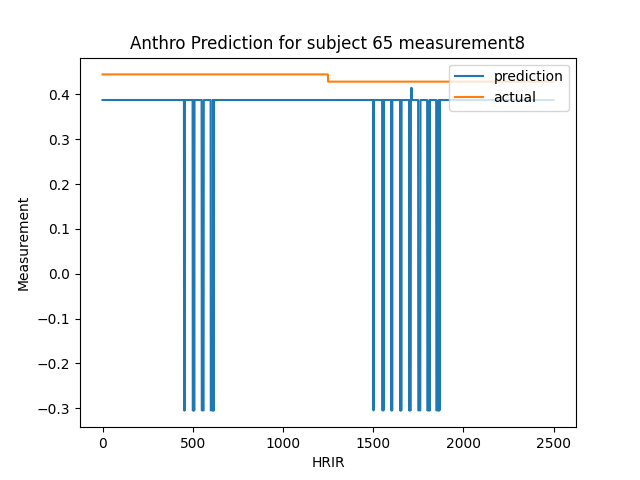 Anthro Prediction for subject 65 measurement8
prediction
actual
0.4
0.3
0.2
0.1
0.0
−0.1
−0.2
−0.3
Measurement
0 500 1000 1500 2000 2500
HRIR